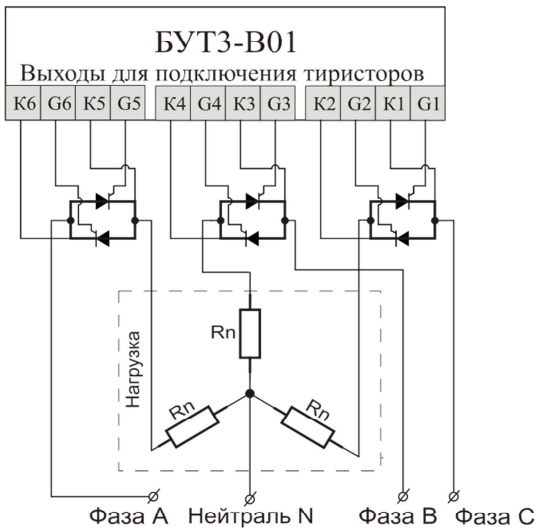 БУТ3-В01
Выходы для подключения тиристоров
К6 G6 К5 G5 К4 G4 К3 G3 К2 G2 К1 G1
Нагрузка
Rn
Rn
Rn
Фаза А Нейтраль N Фаза В Фаза С